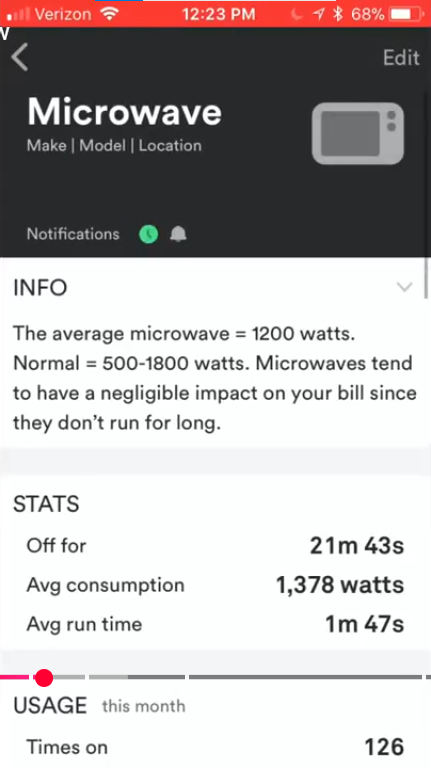 Verizon 12:23 PM 68%
W
Edit
Microwave
Make | Model | Location
Notifications
INFO
The average microwave = 1200 watts.
Normal = 500-1800 watts. Microwaves tend
to have a negligible impact on your bill since
they don’t run for long.
STATS
Off for 21m 43s
Avg consumption 1,378 watts
Avg run time 1m 47s
USAGE this month
Times on 126